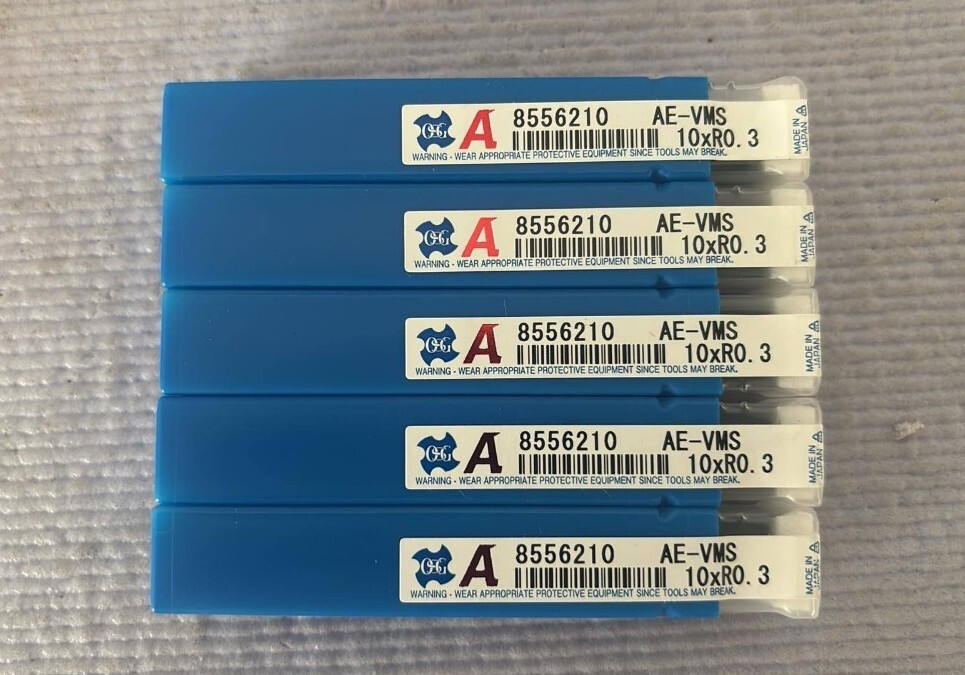 OSG A 8556210 AE-VMS
10xR0.3
WARNING - WEAR APPROPRIATE PROTECTIVE EQUIPMENT SINCE TOOLS MAY BREAK.
MADE IN
JAPAN
OSG A 8556210 AE-VMS
10xR0.3
WARNING - WEAR APPROPRIATE PROTECTIVE EQUIPMENT SINCE TOOLS MAY BREAK.
MADE IN
JAPAN
OSG A 8556210 AE-VMS
10xR0.3
WARNING - WEAR APPROPRIATE PROTECTIVE EQUIPMENT SINCE TOOLS MAY BREAK.
MADE IN
JAPAN
OSG A 8556210 AE-VMS
10xR0.3
WARNING - WEAR APPROPRIATE PROTECTIVE EQUIPMENT SINCE TOOLS MAY BREAK.
MADE IN
JAPAN
OSG A 8556210 AE-VMS
10xR0.3
WARNING - WEAR APPROPRIATE PROTECTIVE EQUIPMENT SINCE TOOLS MAY BREAK.
MADE IN
JAPAN